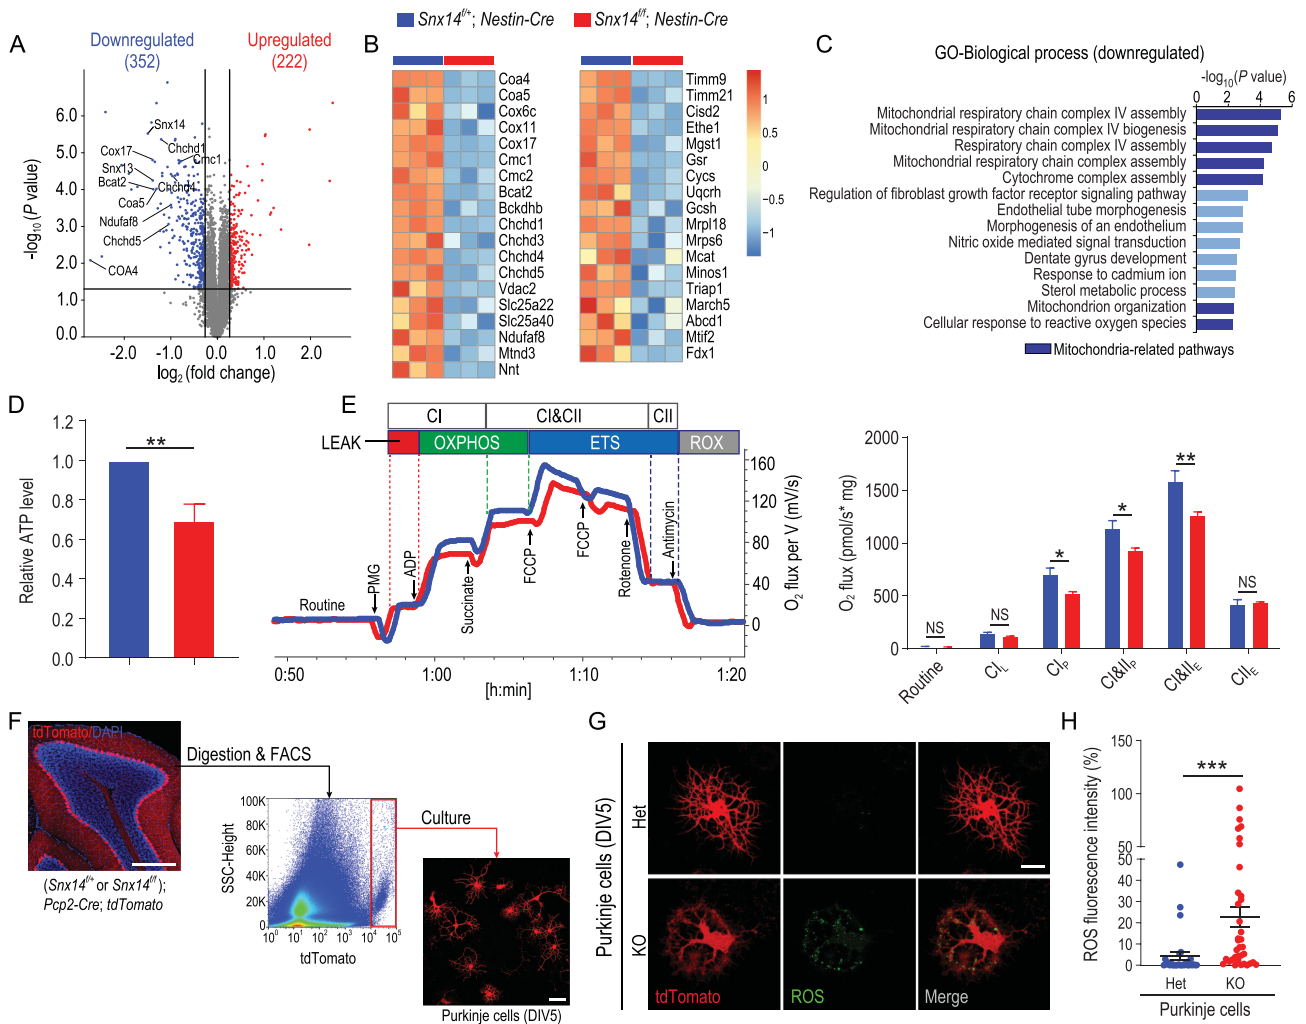 Snx14f/+; Nestin-Cre
Snx14f/f; Nestin-Cre
A
Downregulated
(352)
Upregulated
(222)
-log10(P value)
6.0
5.0
4.0
3.0
2.0
1.0
0.0
Snx14
Chchd1
Cox17
Cmc1
Snx13
Bcat2
Chchd4
Coa5
Ndufaf8
Chchd5
COA4
-2.0
-1.0
0.0
1.0
2.0
log2 (fold change)
B
Coa4
Coa5
Cox6c
Cox11
Cox17
Cmc1
Cmc2
Bcat2
Bckdhb
Chchd1
Chchd3
Chchd4
Chchd5
Vdac2
Slc25a22
Slc25a40
Ndufaf8
Mtnd3
Nnt
Timm9
Timm21
Cisd2
Ethe1
Mgst1
Gsr
Cycs
Uqcrh
Gcsh
Mrpl18
Mrps6
Mcat
Minos1
Triap1
March5
Abcd1
Mtif2
Fdx1
1
0.5
0
−0.5
−1
C
GO-Biological process (downregulated)
-log10(P value)
0 2 4 6
Mitochondrial respiratory chain complex IV assembly
Mitochondrial respiratory chain complex IV biogenesis
Respiratory chain complex IV assembly
Mitochondrial respiratory chain complex assembly
Cytochrome complex assembly
Regulation of fibroblast growth factor receptor signaling pathway
Endothelial tube morphogenesis
Morphogenesis of an endothelium
Nitric oxide mediated signal transduction
Dentate gyrus development
Response to cadmium ion
Sterol metabolic process
Mitochondrion organization
Cellular response to reactive oxygen species
Mitochondria-related pathways
D
Relative ATP level
1.2
1.0
0.8
0.6
0.4
0.2
0.0
**
E
CI
CI&CII
CII
LEAK
OXPHOS
ETS
ROX
Routine
PMG
ADP
Succinate
FCCP
FCCP
Rotenone
Antimycin
160
120
80
40
0
O2 flux per V (mV/s)
0:50
1:00
1:10
1:20
[h:min]
O2 flux (pmol/s* mg)
2000
1500
1000
500
0
NS
NS
*
*
**
NS
Routine
CIL
CIP
CI&IIP
CI&IIE
CIIE
F
tdTomato/DAPI
Digestion & FACS
(Snx14f/+ or Snx14f/f);
Pcp2-Cre; tdTomato
SSC-Height
100K
80K
60K
40K
20K
0
10^0 10^1 10^2 10^3 10^4 10^5
tdTomato
Culture
Purkinje cells (DIV5)
G
Purkinje cells (DIV5)
Het
KO
tdTomato
ROS
Merge
H
ROS fluorescence intensity (%)
150
100
50
50
40
30
20
10
0
***
Het
KO
Purkinje cells